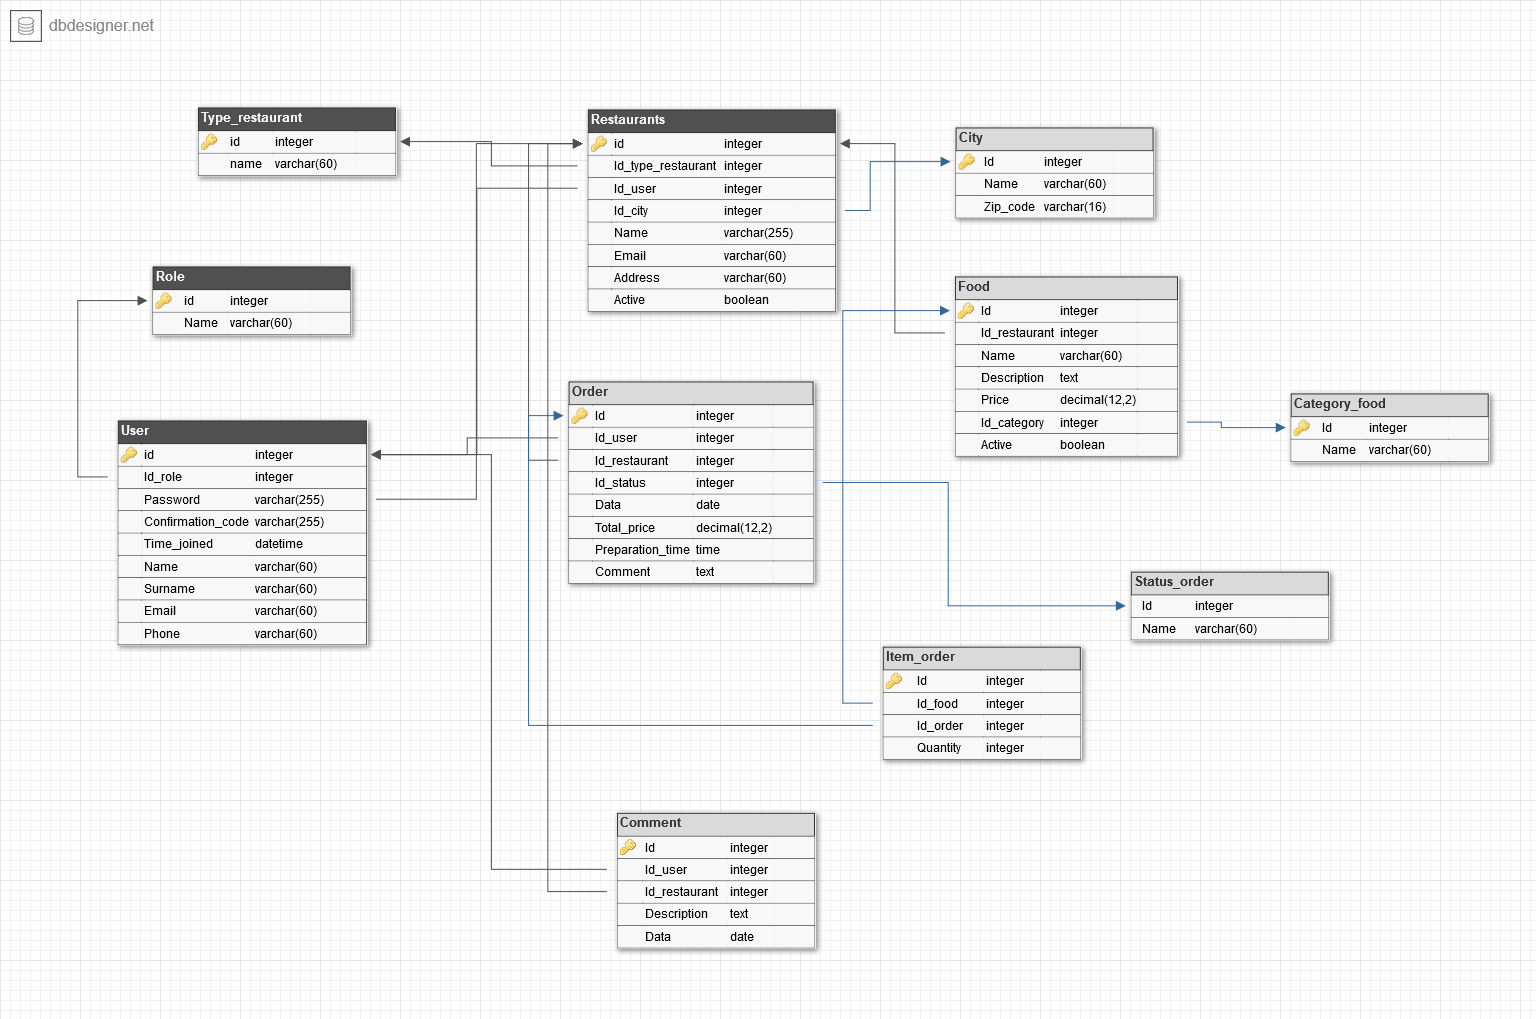 dbdesigner.net
Type_restaurant
id integer
name varchar(60)
Restaurants
id integer
Id_type_restaurant integer
Id_user integer
Id_city integer
Name varchar(255)
Email varchar(60)
Address varchar(60)
Active boolean
City
Id integer
Name varchar(60)
Zip_code varchar(16)
Role
id integer
Name varchar(60)
Food
Id integer
Id_restaurant integer
Name varchar(60)
Description text
Price decimal(12,2)
Id_category integer
Active boolean
Order
Id integer
Id_user integer
Id_restaurant integer
Id_status integer
Data date
Total_price decimal(12,2)
Preparation_time time
Comment text
Category_food
Id integer
Name varchar(60)
User
id integer
Id_role integer
Password varchar(255)
Confirmation_code varchar(255)
Time_joined datetime
Name varchar(60)
Surname varchar(60)
Email varchar(60)
Phone varchar(60)
Status_order
Id integer
Name varchar(60)
Item_order
Id integer
Id_food integer
Id_order integer
Quantity integer
Comment
Id integer
Id_user integer
Id_restaurant integer
Description text
Data date